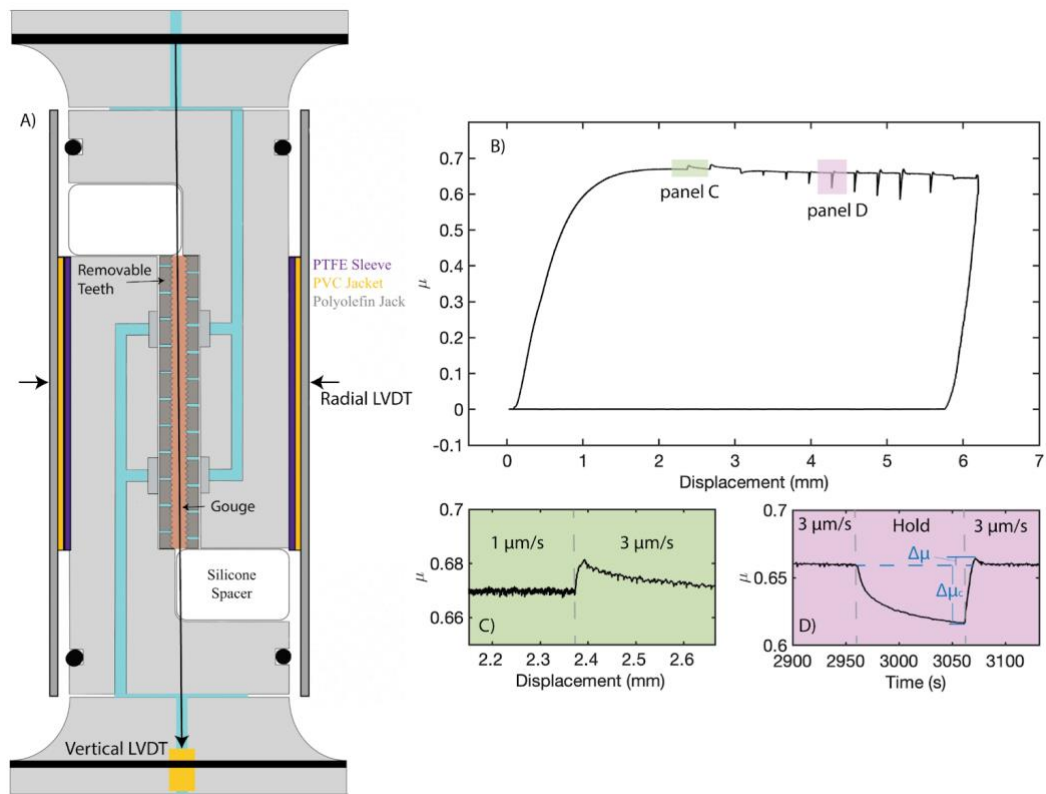 A)
Removable
Teeth
PTFE Sleeve
PVC Jacket
Polyolefin Jack
Radial LVDT
Gouge
Silicone
Spacer
Vertical LVDT
B)
0.7
0.6
0.5
0.4
0.3
0.2
0.1
0
-0.1
μ
panel C
panel D
0 1 2 3 4 5 6 7
Displacement (mm)
0.7
0.68
0.66
μ
1 μm/s 3 μm/s
C)
2.2 2.3 2.4 2.5 2.6
Displacement (mm)
0.7
0.65
0.6
μ
3 μm/s Hold 3 μm/s
Δμ
Δμc
D)
2900 2950 3000 3050 3100
Time (s)